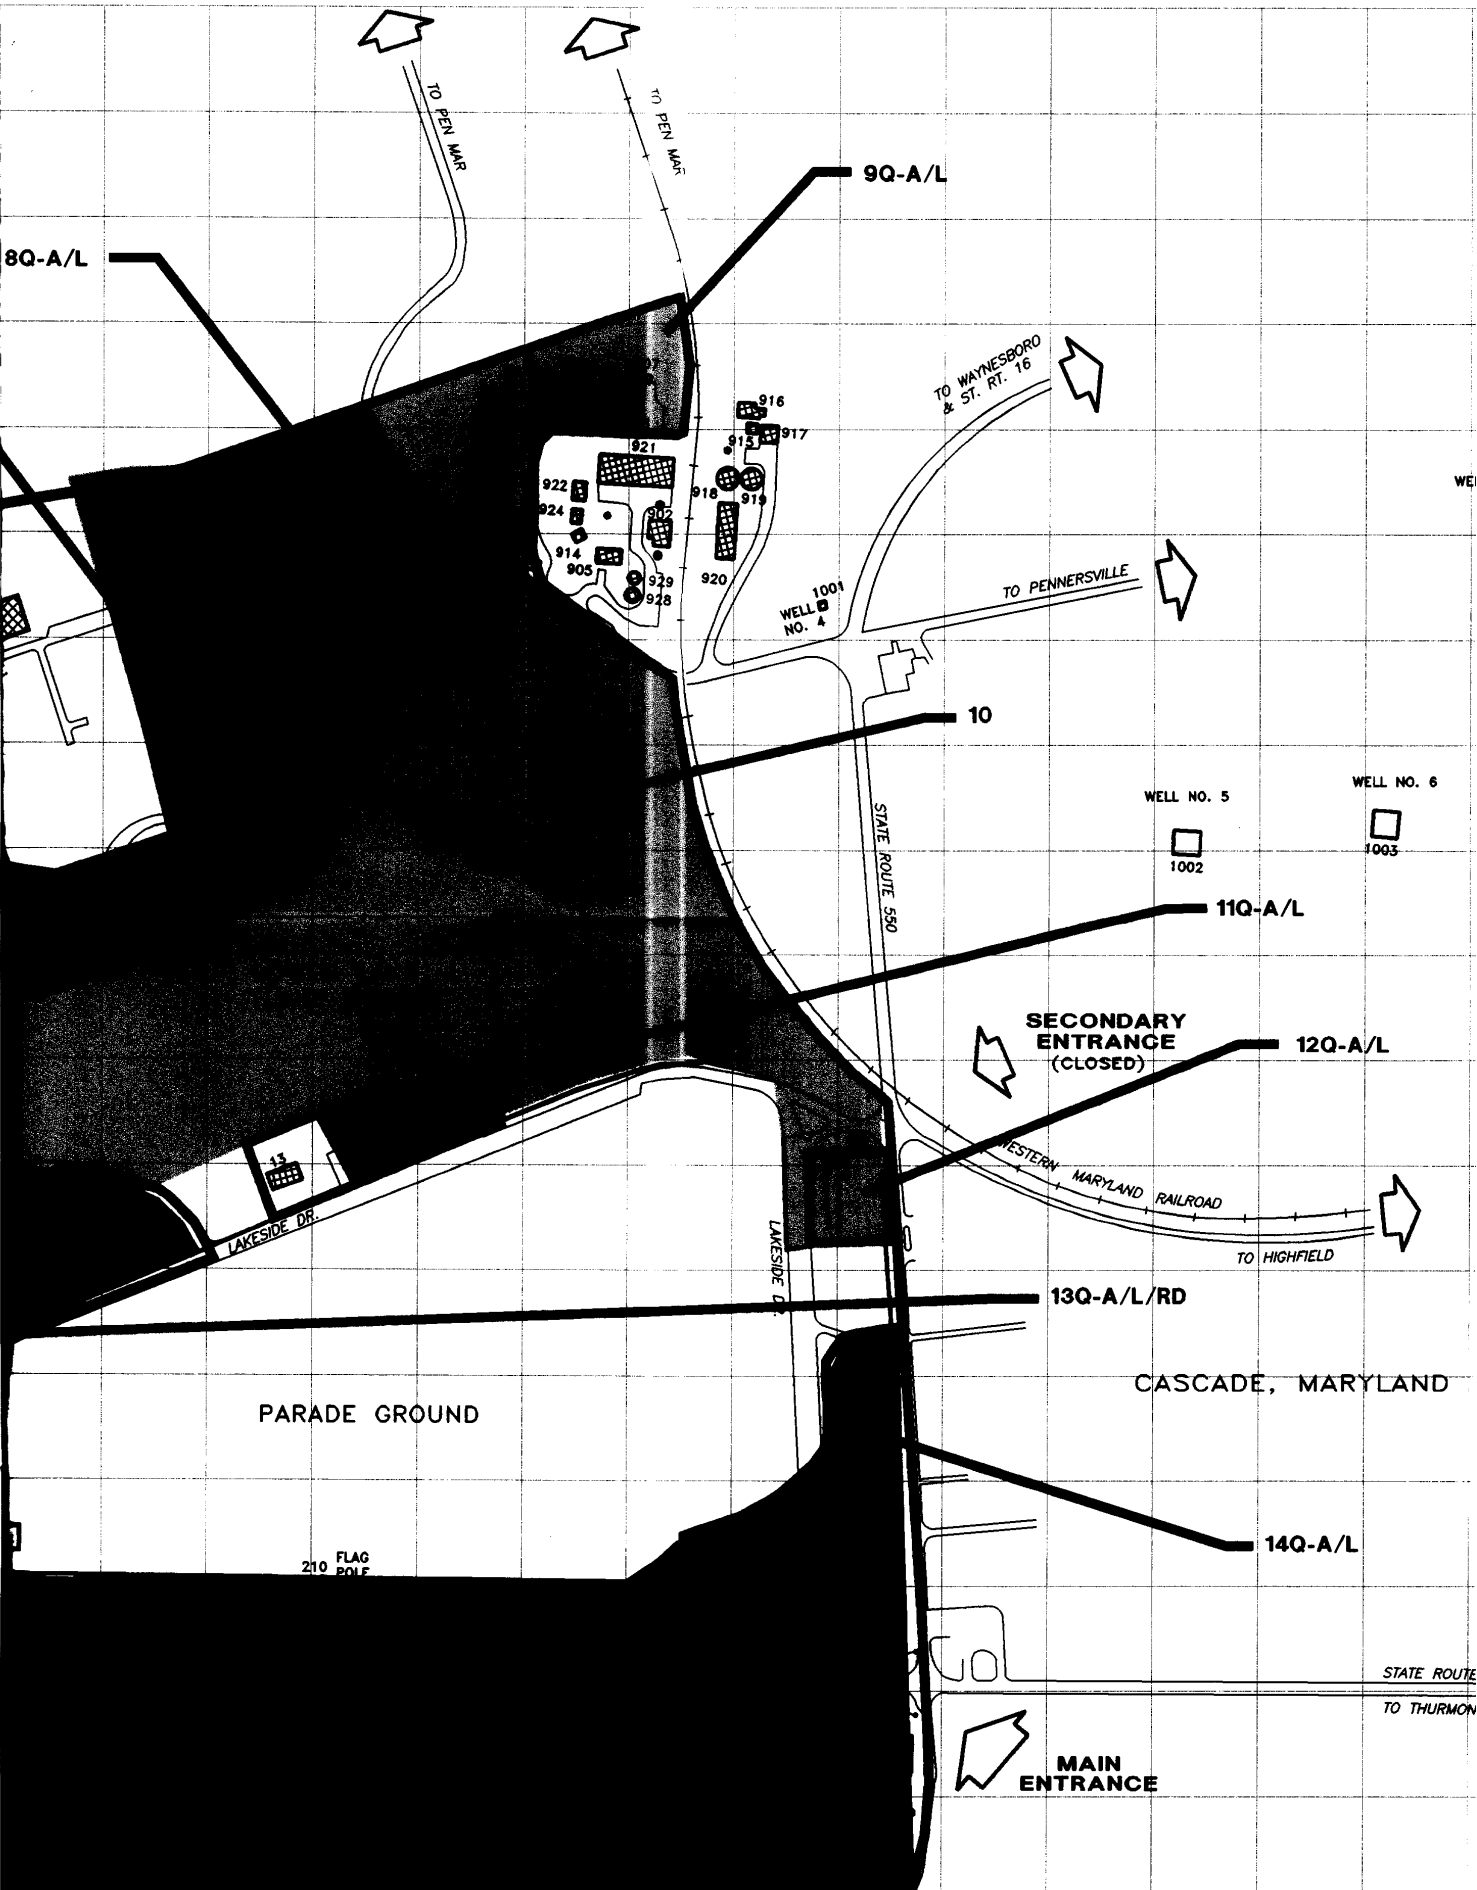 TO PEN MAR
TO PEN MAR
9Q-A/L
8Q-A/L
TO WAYNESBORO
& ST. RT. 16
916
915
917
921
922
918
919
924
902
914
905
920
929
928
1001
WELL
NO. 4
TO PENNERSVILLE
10
STATE ROUTE 550
WELL NO. 5
1002
WELL NO. 6
1003
11Q-A/L
SECONDARY
ENTRANCE
(CLOSED)
12Q-A/L
13
LAKESIDE DR.
LAKESIDE DR.
WESTERN MARYLAND RAILROAD
TO HIGHFIELD
13Q-A/L/RD
CASCADE, MARYLAND
PARADE GROUND
14Q-A/L
210 FLAG
POLE
STATE ROUTE
TO THURMON
MAIN
ENTRANCE